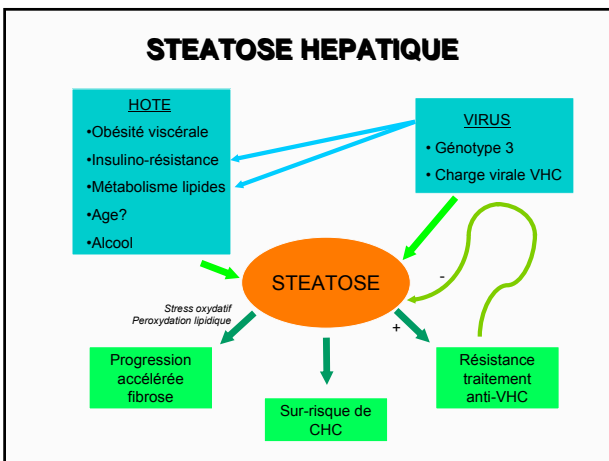 STEATOSE HEPATIQUE
HOTE
•Obésité viscérale
•Insulino-résistance
•Métabolisme lipides
•Age?
•Alcool
VIRUS
• Génotype 3
• Charge virale VHC
STEATOSE
-
+
Stress oxydatif
Peroxydation lipidique
Progression
accélérée
fibrose
Sur-risque de
CHC
Résistance
traitement
anti-VHC